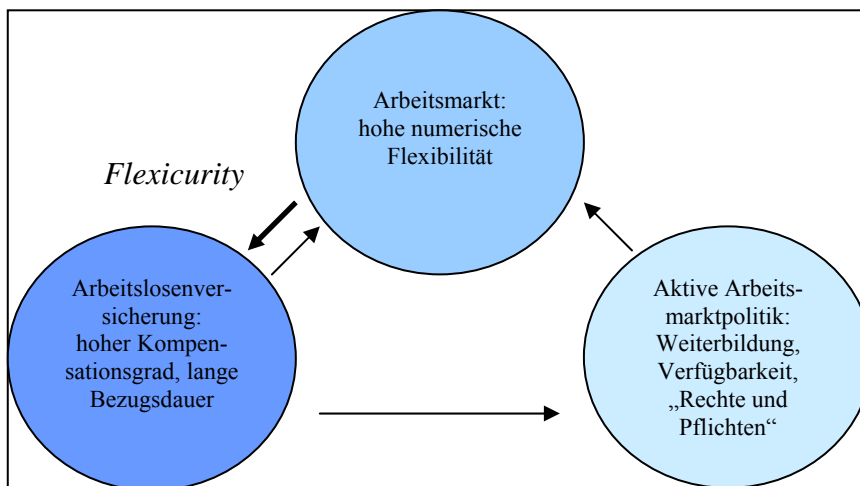 Arbeitsmarkt:
hohe numerische
Flexibilität
Flexicurity
Arbeitslosenver-
sicherung:
hoher Kompen-
sationsgrad, lange
Bezugsdauer
Aktive Arbeits-
marktpolitik:
Weiterbildung,
Verfügbarkeit,
„Rechte und
Pflichten“